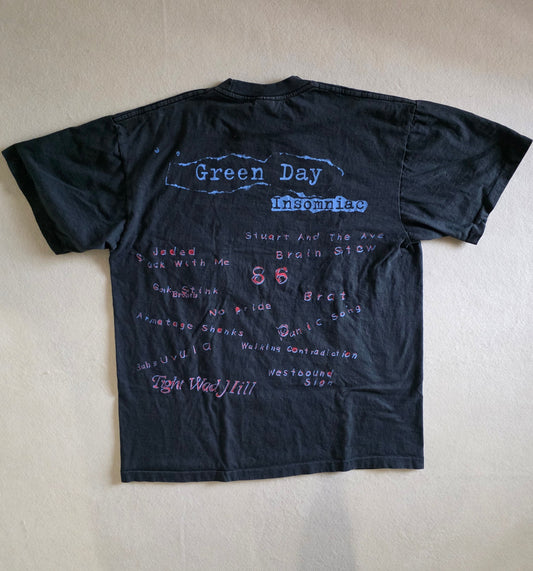 Green Day
Insomniac
Stuart And The Ave
Jaded
Brain Stew
Stuck With Me
86
Geek Stink
Breath
No Pride
Brat
Armatage Shanks
Panic Song
Babs Uvula
Walking Contradiction
Westbound
Sign
Tight Wad Hill